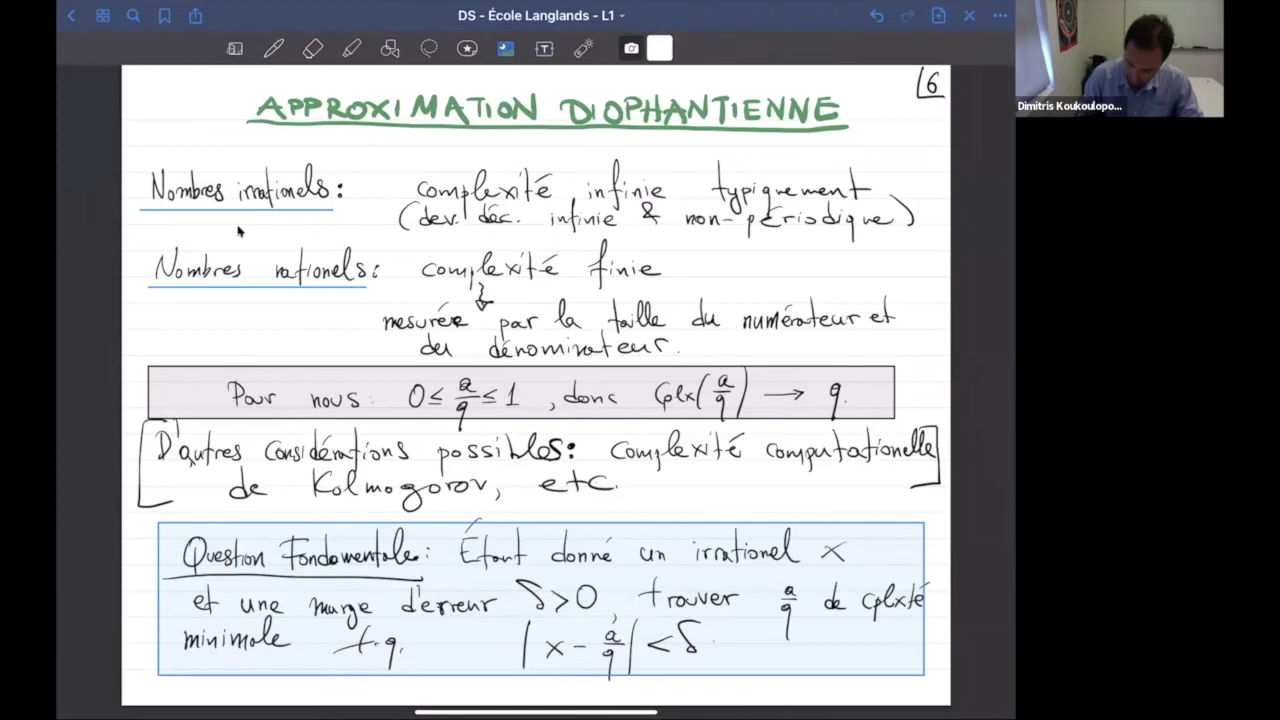 DS - École Langlands - L1
Dimitris Koukoulopo...
6
APPROXIMATION DIOPHANTIENNE
Nombres irrationels: complexité infinie typiquement
(dev. déc. infinie & non-périodique)
Nombres rationels: complexité finie
mesurée par la taille du numérateur et
du dénominateur.
Pour nous: 0 ≤ a/q ≤ 1, donc cplx(a/q) → q.
[D'autres considérations possibles: complexité computationelle
de Kolmogorov, etc.]
Question Fondamentale: Étant donné un irrationel x
et une marge d'erreur δ>0, trouver a/q de cplxté
minimale t.q. |x - a/q| < δ.